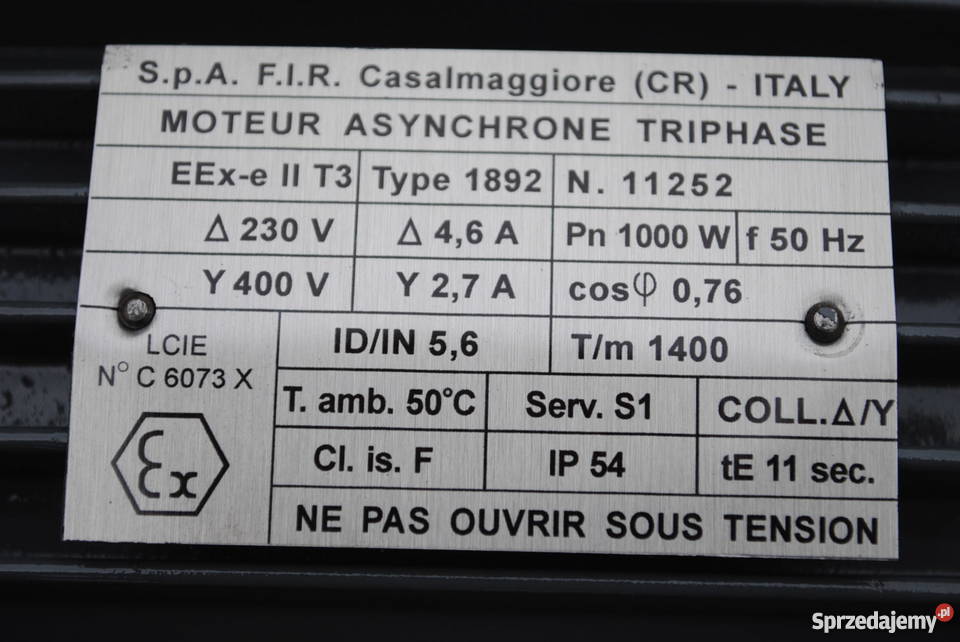 S.p.A. F.I.R. Casalmaggiore (CR) - ITALY
MOTEUR ASYNCHRONE TRIPHASE
EEx-e II T3 Type 1892 N. 11252
Δ 230 V Δ 4,6 A Pn 1000 W f 50 Hz
Y 400 V Y 2,7 A cosφ 0,76
LCIE
N° C 6073 X
ID/IN 5,6 T/m 1400
T. amb. 50°C Serv. S1 COLL.Δ/Y
Cl. is. F IP 54 tE 11 sec.
Ex
NE PAS OUVRIR SOUS TENSION
Sprzedajemy.pl